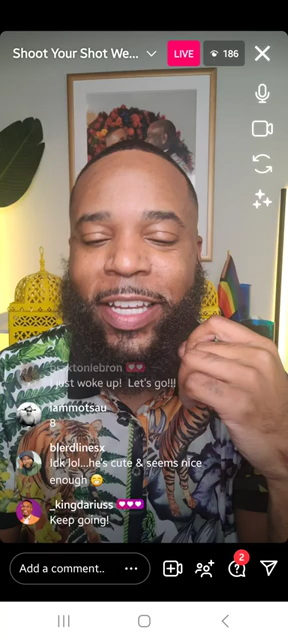 Shoot Your Shot We...
LIVE
186
I just woke up! Let's go!!!
iammotsau
8
blerdlinesx
Idk lol...he's cute & seems nice
enough 😁
_kingdariuss 💜💜💜
Keep going!
Add a comment..
2